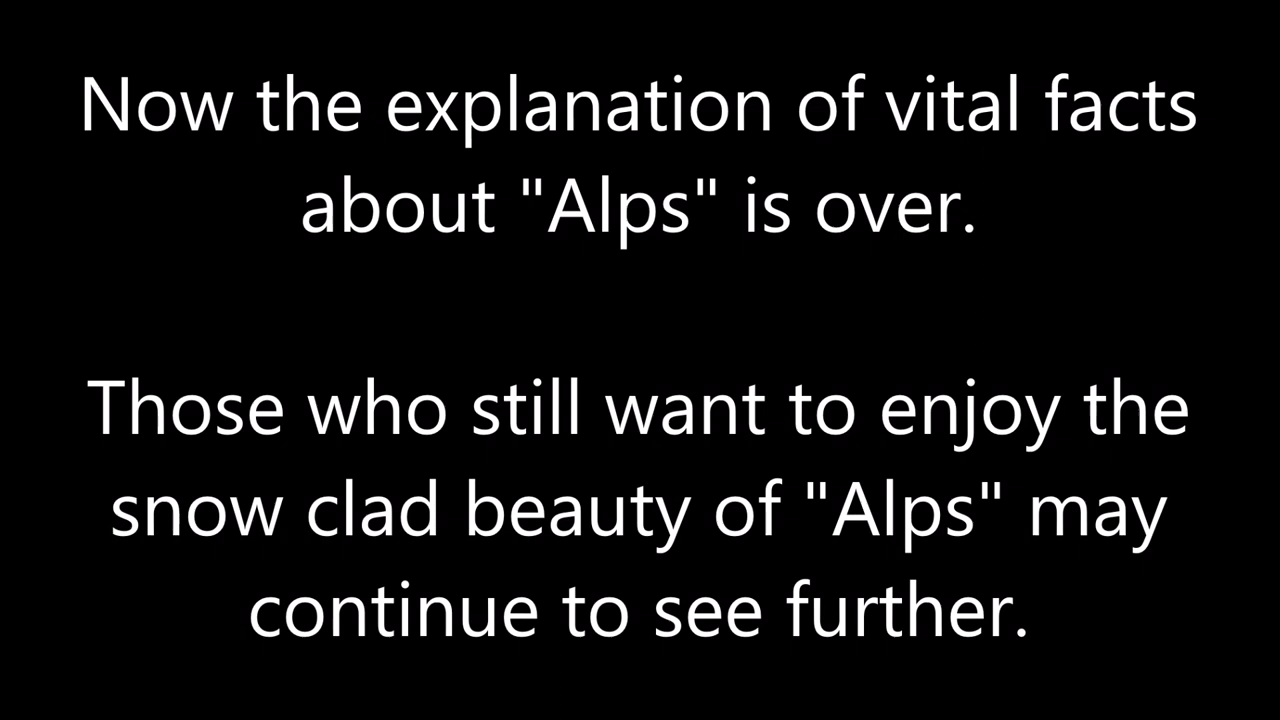 Now the explanation of vital facts
about "Alps" is over.
Those who still want to enjoy the
snow clad beauty of "Alps" may
continue to see further.